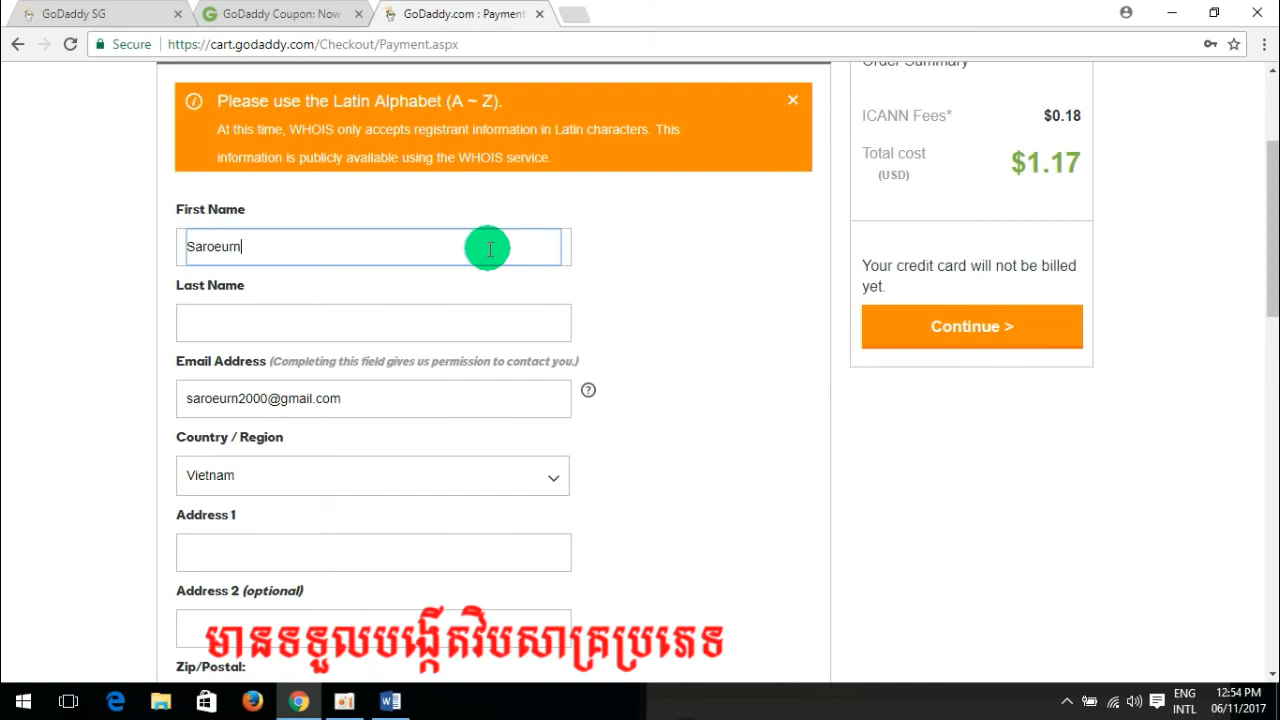 GoDaddy SG
GoDaddy Coupon: Now
GoDaddy.com : Payment
Secure
https://cart.godaddy.com/Checkout/Payment.aspx
Please use the Latin Alphabet (A ~ Z).
At this time, WHOIS only accepts registrant information in Latin characters. This
information is publicly available using the WHOIS service.
First Name
Saroeurn
Last Name
Email Address (Completing this field gives us permission to contact you.)
saroeurn2000@gmail.com
Country / Region
Vietnam
Address 1
Address 2 (optional)
Zip/Postal:
Order Summary
ICANN Fees* $0.18
Total cost $1.17
(USD)
Your credit card will not be billed
yet.
Continue >
មានទទួលបង្កើតវិបសាគ្រប្រភេទ
ENG 12:54 PM
INTL 06/11/2017